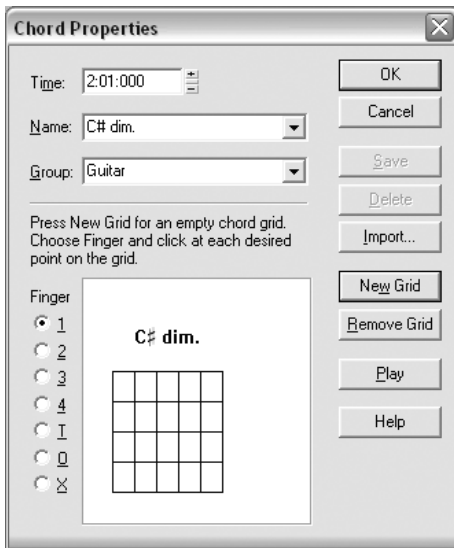 Chord Properties
Time: 2:01:000
OK
Name: C# dim.
Cancel
Group: Guitar
Save
Delete
Press New Grid for an empty chord grid.
Choose Finger and click at each desired
point on the grid.
Import...
New Grid
Remove Grid
Play
Help
Finger
1
2
3
4
T
O
X
C♯ dim.